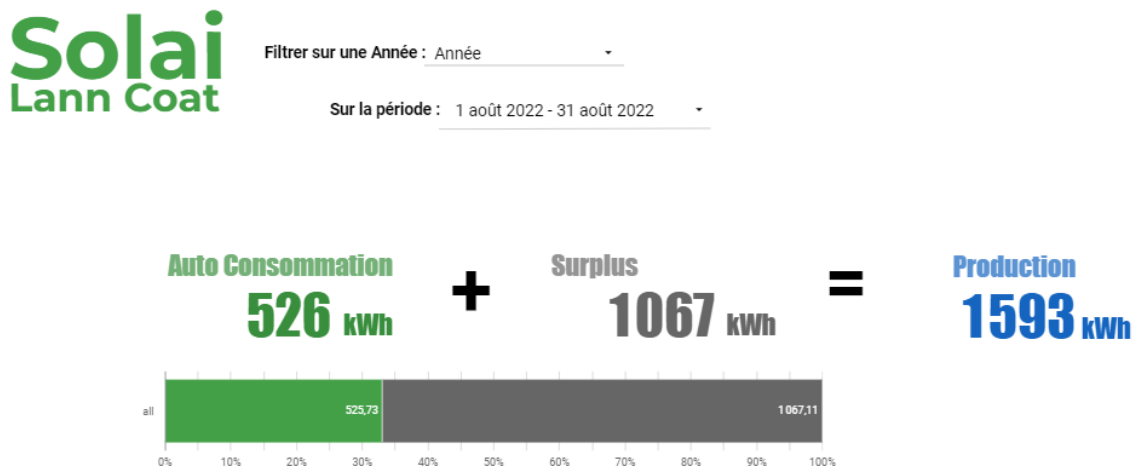 Solai
Lann Coat
Filtrer sur une Année : Année
Sur la période : 1 août 2022 - 31 août 2022
Auto Consommation + Surplus = Production
526 kWh 1067 kWh 1593 kWh
all 525,73 1 067,11
0% 10% 20% 30% 40% 50% 60% 70% 80% 90% 100%